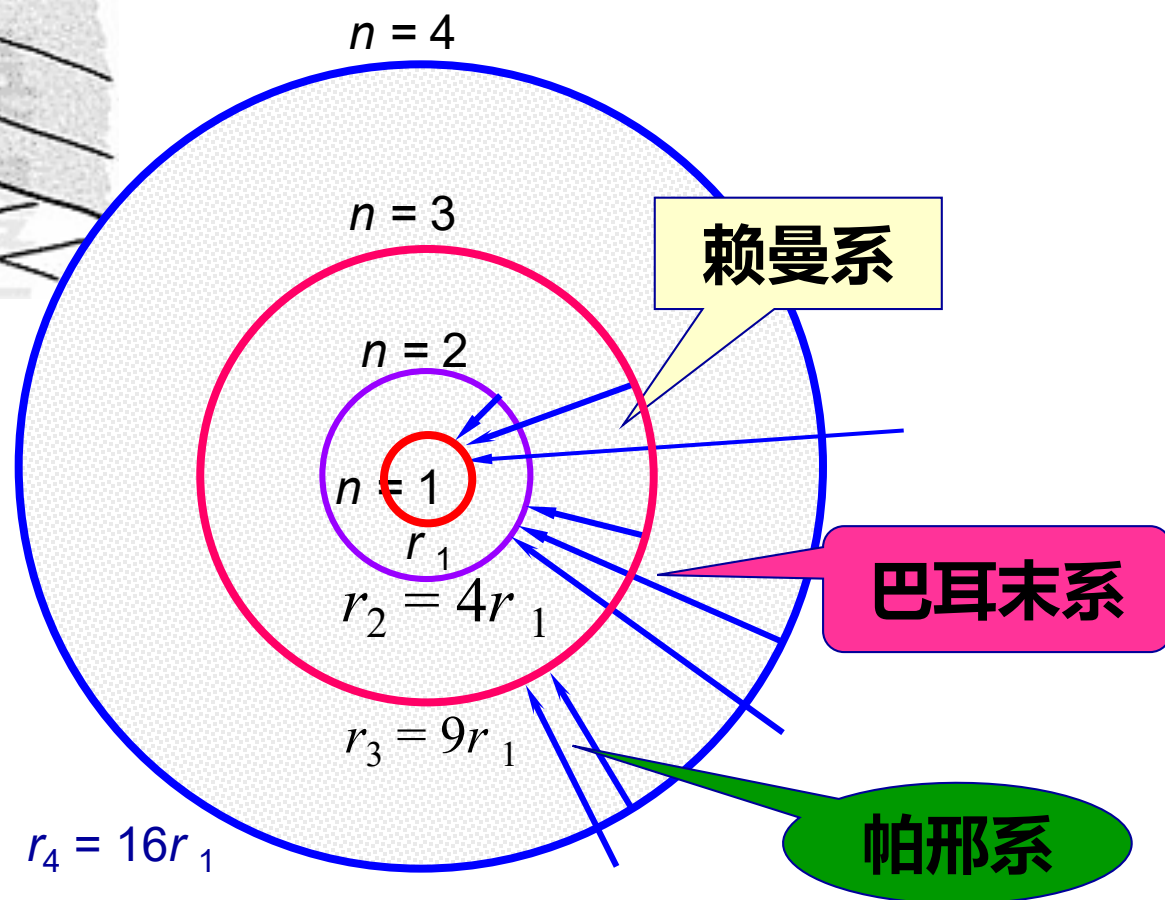 n = 4
n = 3
赖曼系
n = 2
n = 1
r 1
巴耳末系
r2 = 4r 1
r3 = 9r 1
帕邢系
r4 = 16r 1